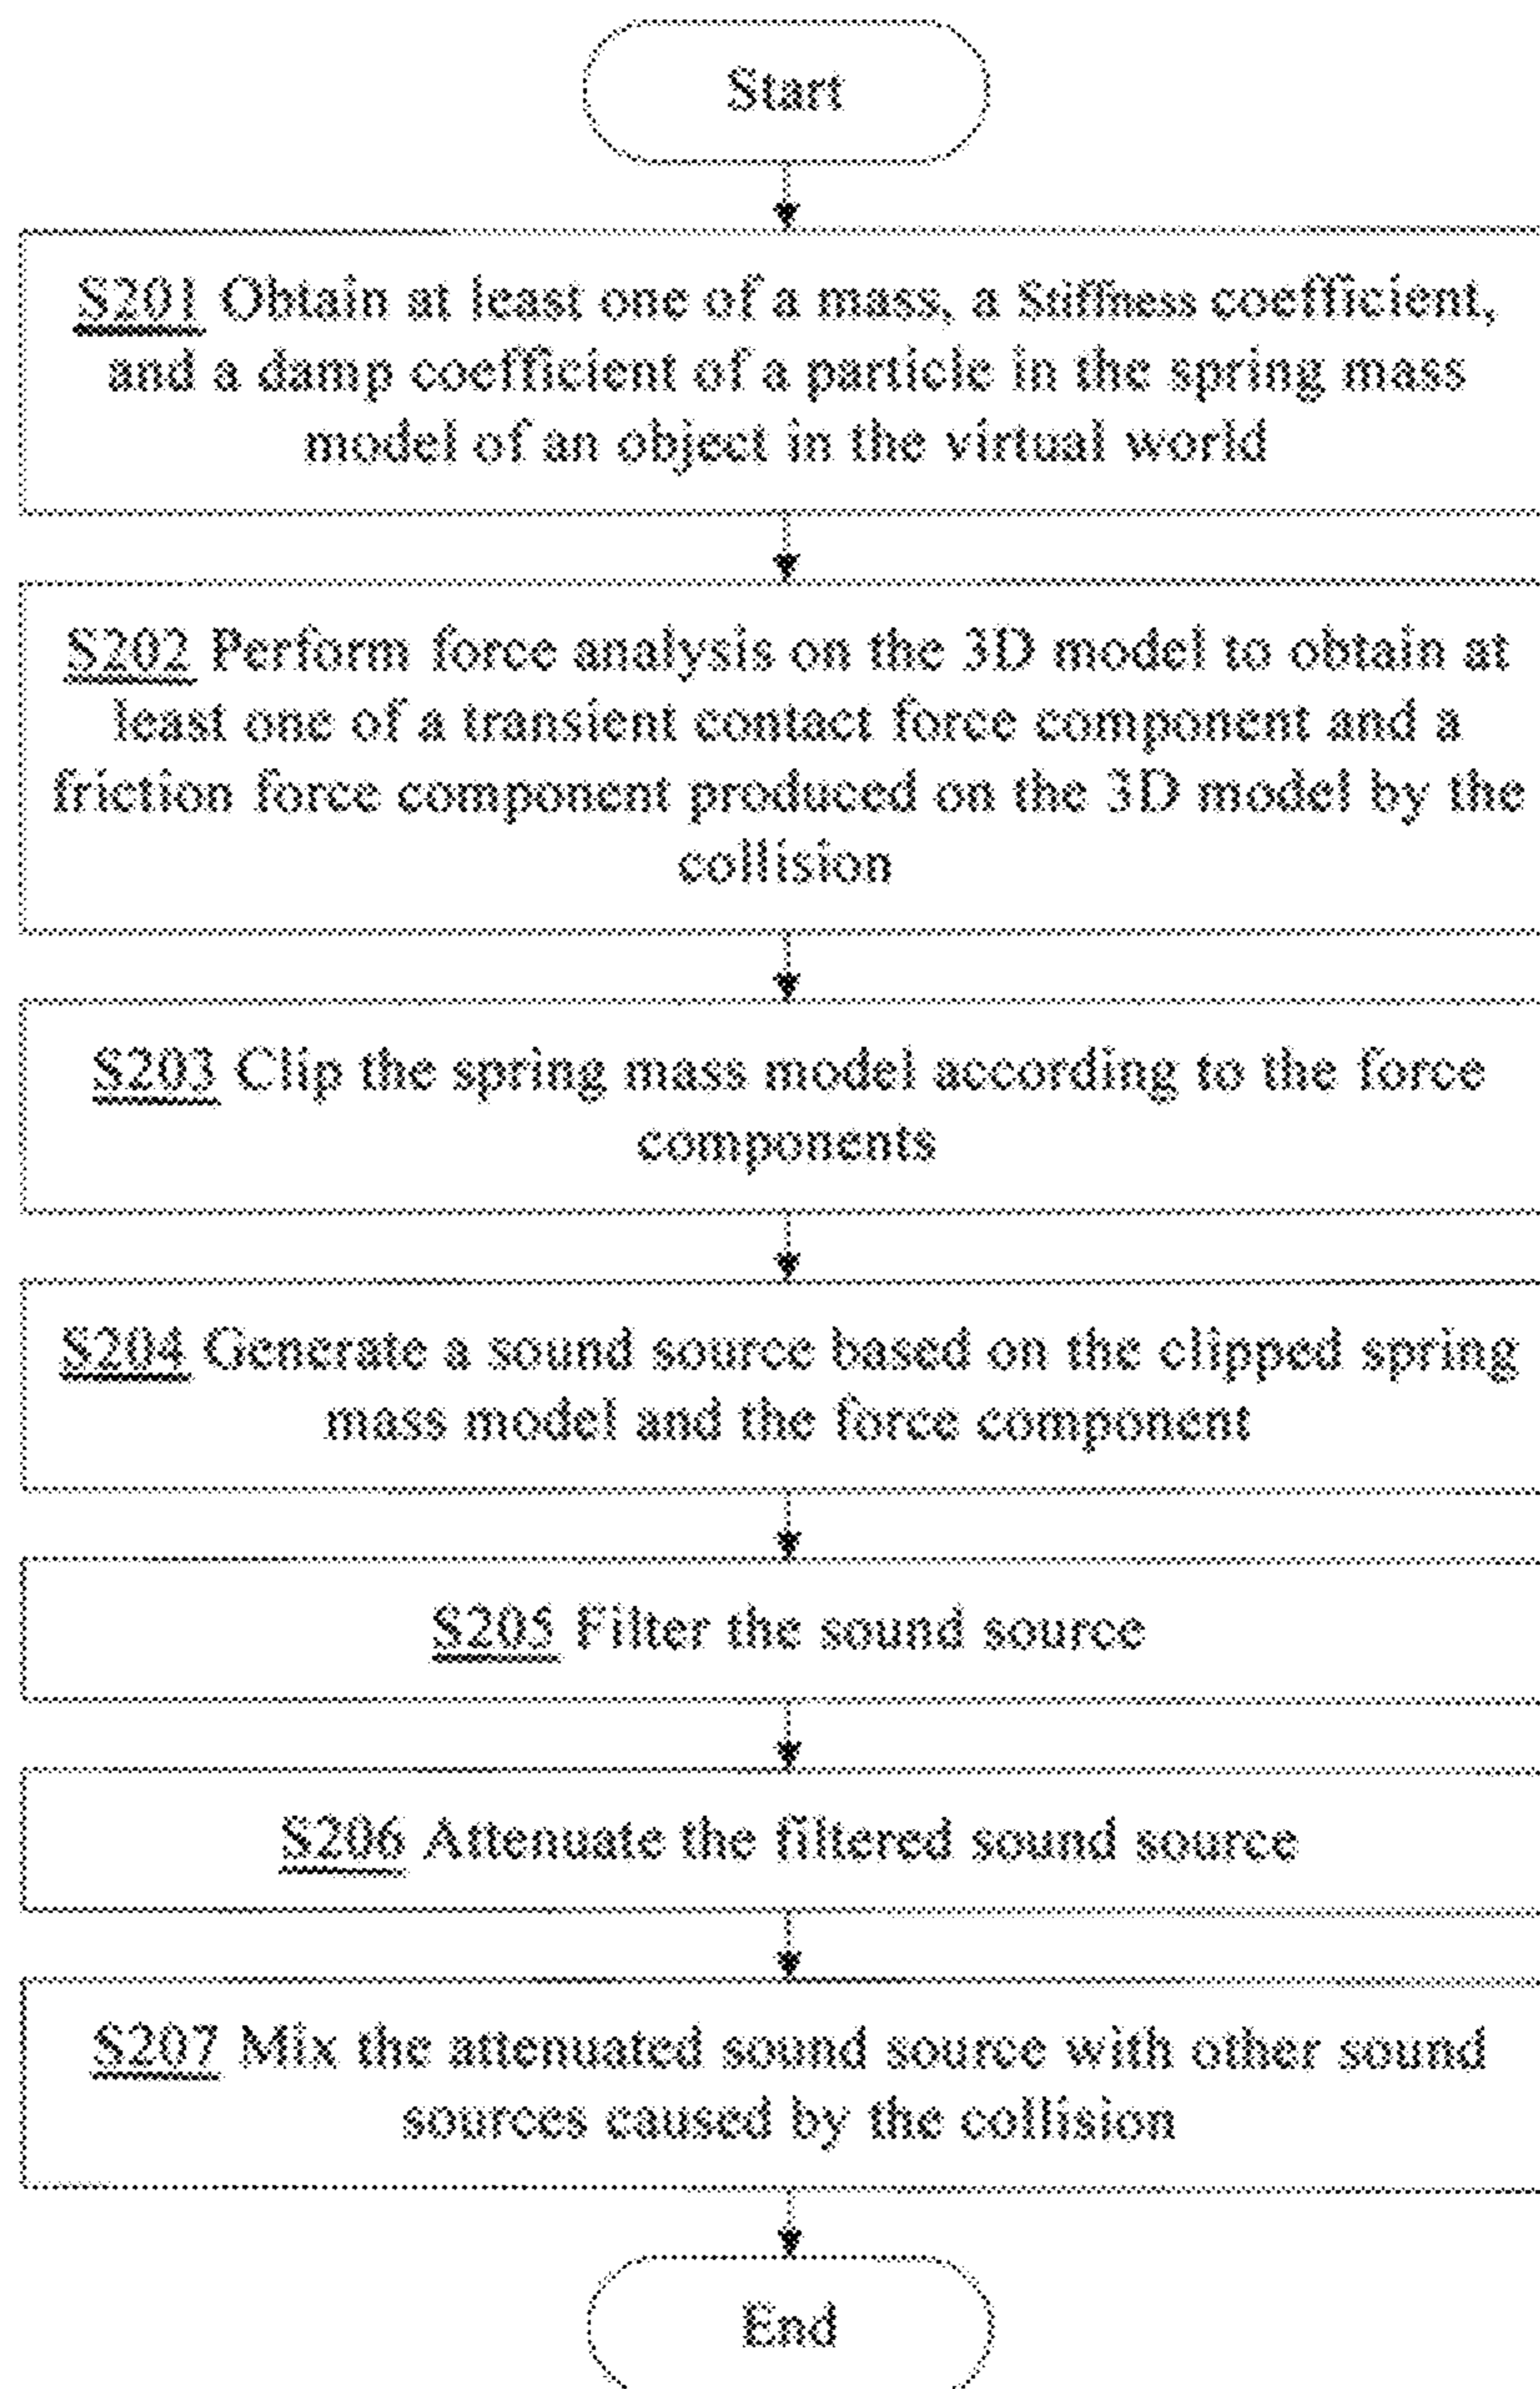 Start
S201 Obtain at least one of a mass, a Stiffness coefficient,
and a damp coefficient of a particle in the spring mass
model of an object in the virtual world
S202 Perform force analysis on the 3D model to obtain at
least one of a transient contact force component and a
friction force component produced on the 3D model by the
collision
S203 Clip the spring mass model according to the force
components
S204 Generate a sound source based on the clipped spring
mass model and the force component
S205 Filter the sound source
S206 Attenuate the filtered sound source
S207 Mix the attenuated sound source with other sound
sources caused by the collision
End